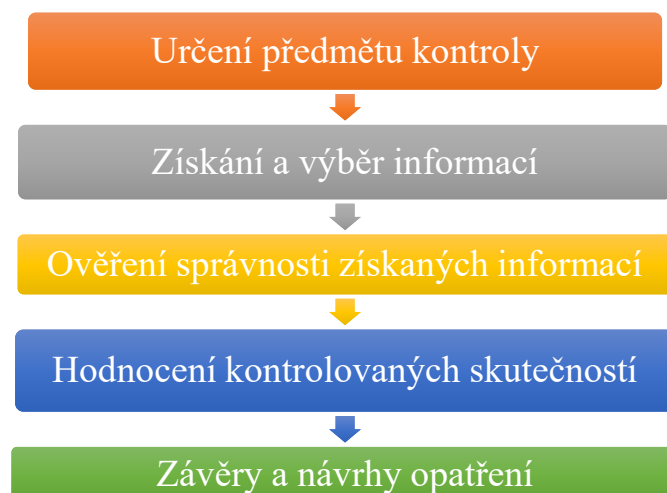 Určení předmětu kontroly
Získání a výběr informací
Ověření správnosti získaných informací
Hodnocení kontrolovaných skutečností
Závěry a návrhy opatření